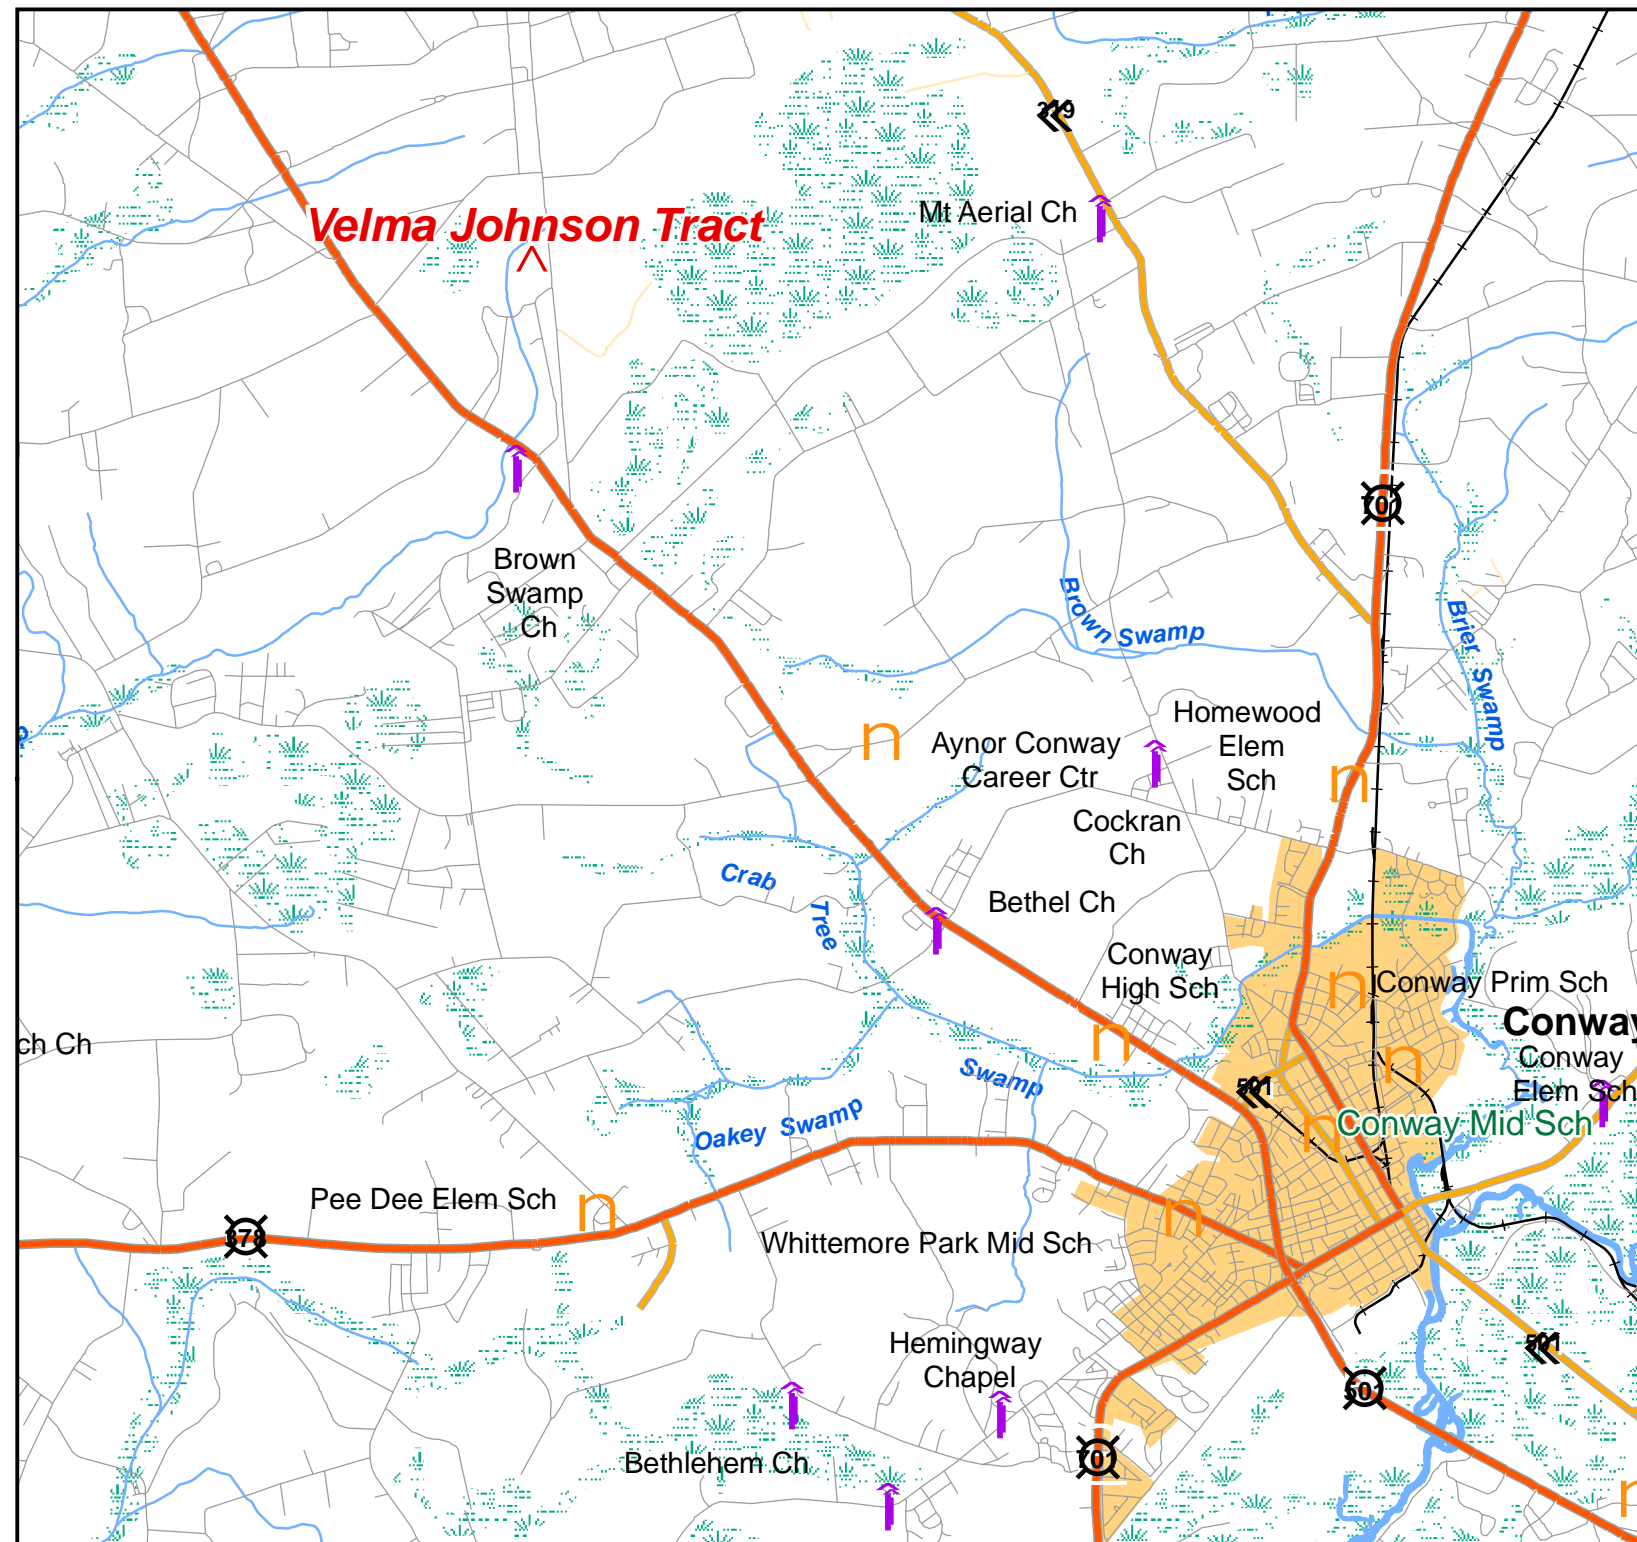 319
Mt Aerial Ch
Velma Johnson Tract
701
Brown
Swamp
Ch
Brown Swamp
Brier Swamp
Homewood
Elem
Sch
Aynor Conway
Career Ctr
Cockran
Ch
Crab
Tree
Swamp
Bethel Ch
Conway
High Sch
Conway Prim Sch
Conway
ch Ch
Conway
Elem Sch
501
Conway Mid Sch
Oakey Swamp
Pee Dee Elem Sch
378
Whittemore Park Mid Sch
Hemingway
Chapel
501
501
Bethlehem Ch
701